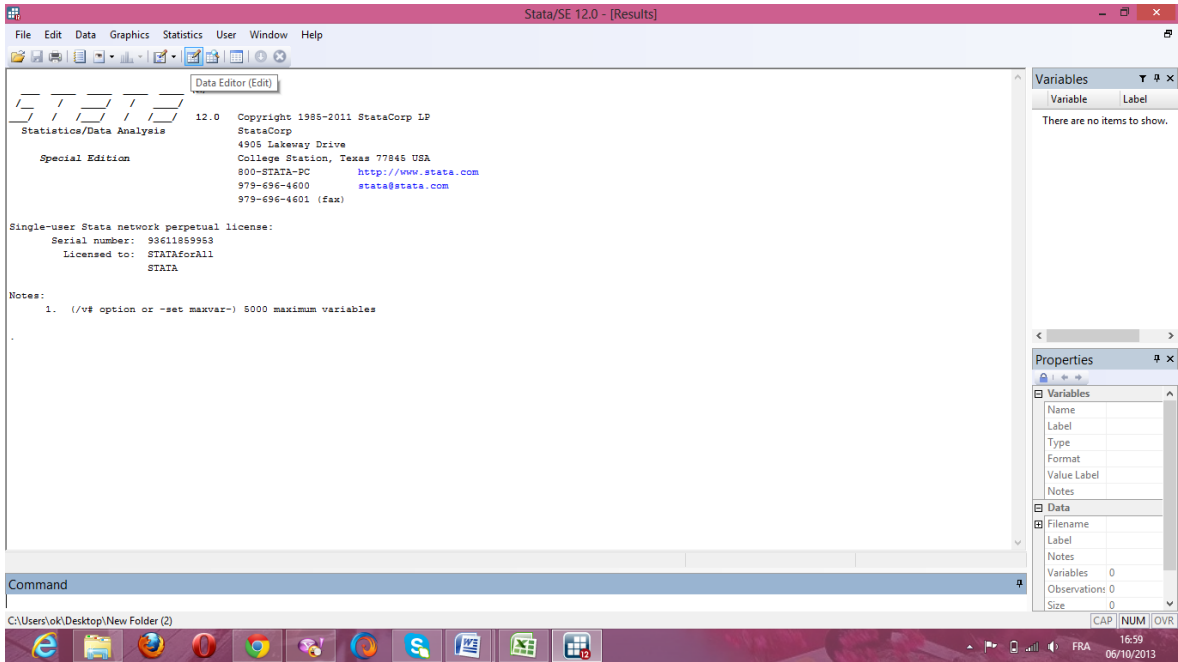 Stata/SE 12.0 - [Results]
File Edit Data Graphics Statistics User Window Help
Data Editor (Edit)
12.0 Copyright 1985-2011 StataCorp LP
Statistics/Data Analysis StataCorp
4905 Lakeway Drive
Special Edition College Station, Texas 77845 USA
800-STATA-PC http://www.stata.com
979-696-4600 stata@stata.com
979-696-4601 (fax)
Single-user Stata network perpetual license:
Serial number: 93611859953
Licensed to: STATAforAll
STATA
Notes:
1. (/v# option or -set maxvar-) 5000 maximum variables
.
Variables
Variable Label
There are no items to show.
Properties
Variables
Name
Label
Type
Format
Value Label
Notes
Data
Filename
Label
Notes
Variables 0
Observations 0
Size 0
Command
C:\Users\ok\Desktop\New Folder (2)
CAP NUM OVR
12
FRA
16:59
06/10/2013